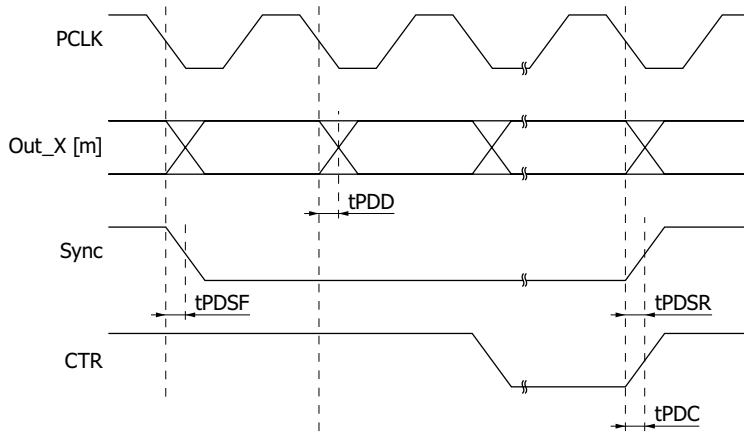 PCLK
Out_X [m]
tPDD
Sync
tPDSF
tPDSR
CTR
tPDC